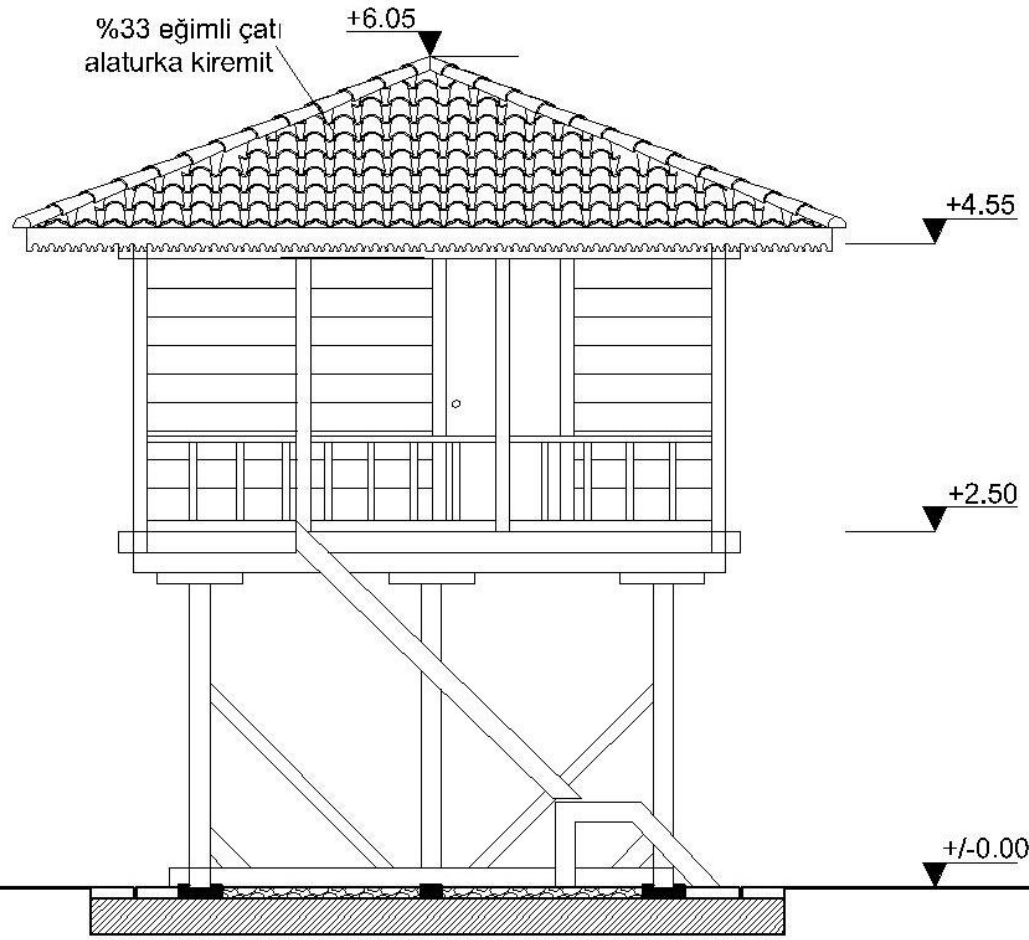 %33 eğimli çatı
alaturka kiremit
+6.05
+4.55
+2.50
+/-0.00